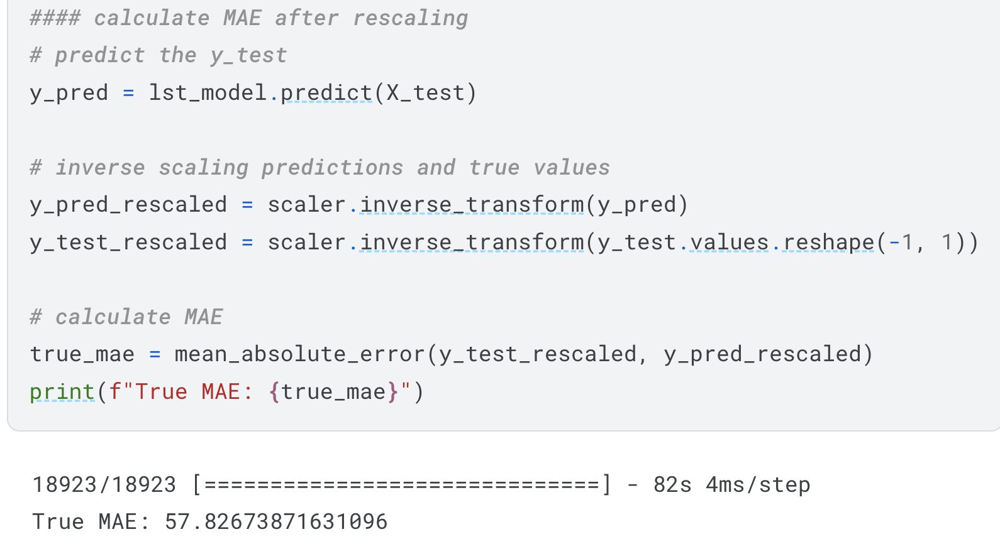 #### calculate MAE after rescaling
# predict the y_test
y_pred = lst_model.predict(X_test)
# inverse scaling predictions and true values
y_pred_rescaled = scaler.inverse_transform(y_pred)
y_test_rescaled = scaler.inverse_transform(y_test.values.reshape(-1, 1))
# calculate MAE
true_mae = mean_absolute_error(y_test_rescaled, y_pred_rescaled)
print(f"True MAE: {true_mae}")
18923/18923 [==============================] - 82s 4ms/step
True MAE: 57.82673871631096